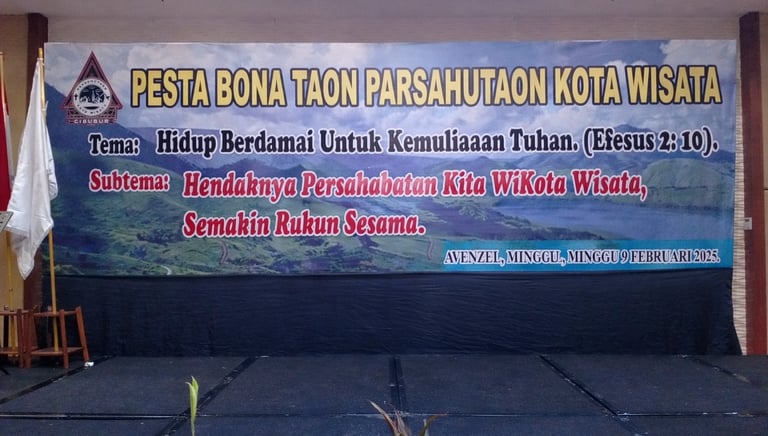 PESTA BONA TAON PARSAHUTAON KOTA WISATA
CIBUBUR
Tema: Hidup Berdamai Untuk Kemuliaaan Tuhan. (Efesus 2: 10).
Subtema: Hendaknya Persahabatan Kita WiKota Wisata,
Semakin Rukun Sesama.
AVENZEL, MINGGU., MINGGU 9 FEBRUARI 2025.